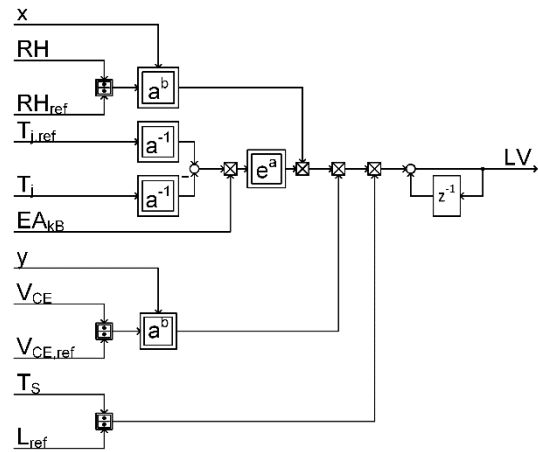 x
RH
RH_ref
a^b
T_j,ref
a^-1
T_j
a^-1
-
e^a
EA_kB
LV
z^-1
y
V_CE
V_CE,ref
a^b
T_S
L_ref